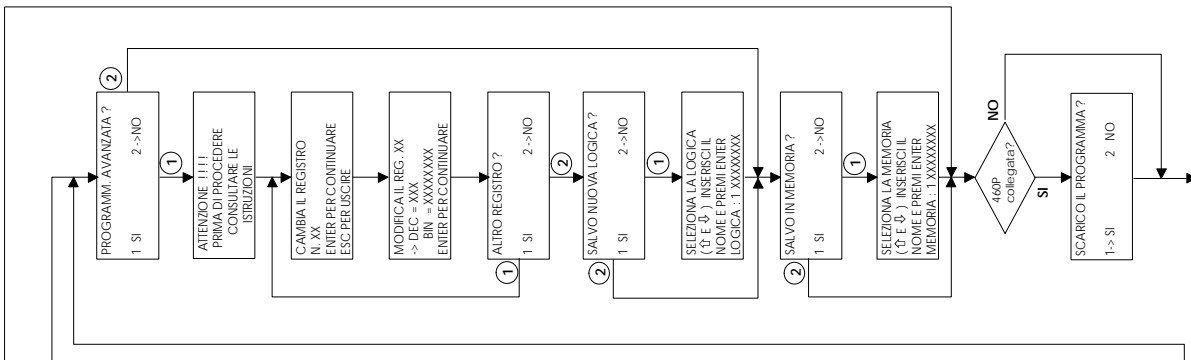 2
PROGRAMM. AVANZATA ?
1 SI 2 ->NO
1
ATTENZIONE !!!!
PRIMA DI PROCEDERE
CONSULTARE LE
ISTRUZIONI
CAMBIA IL REGISTRO
N. XX
ENTER PER CONTINUARE
ESC PER USCIRE
MODIFICA IL REG. XX
-> DEC = XXX
BIN = XXXXXXXX
ENTER PER CONTINUARE
ALTRO REGISTRO ?
1 SI 2 ->NO
1
2
SALVO NUOVA LOGICA ?
1 SI 2 ->NO
2
1
SELEZIONA LA LOGICA
(⇧ E ⇩) INSERISCI IL
NOME E PREMI ENTER
LOGICA : 1 XXXXXXXX
SALVO IN MEMORIA ?
1 SI 2 ->NO
2
1
SELEZIONA LA MEMORIA
(⇧ E ⇩) INSERISCI IL
NOME E PREMI ENTER
MEMORIA : 1 XXXXXXX
460P
collegata?
NO
SI
SCARICO IL PROGRAMMA ?
1-> SI 2 NO